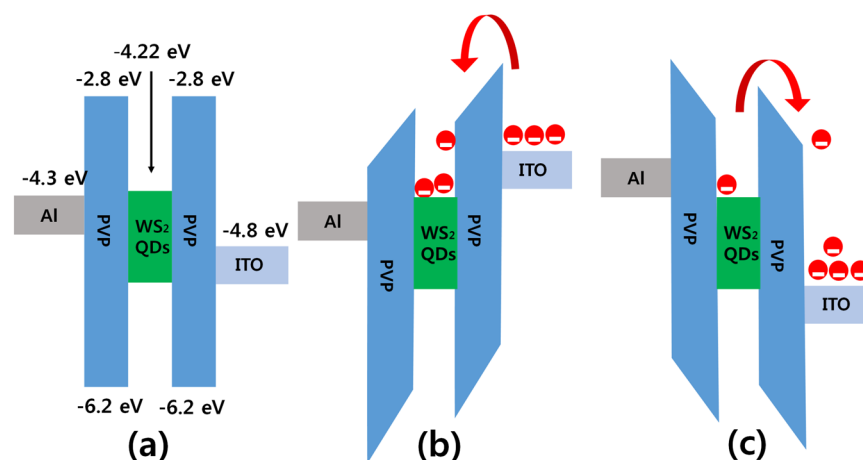 -4.22 eV
-2.8 eV
-2.8 eV
-4.3 eV
Al
PVP
WS₂
QDs
PVP
-4.8 eV
ITO
-6.2 eV
-6.2 eV
(a)
Al
PVP
WS₂
QDs
PVP
ITO
(b)
Al
PVP
WS₂
QDs
PVP
ITO
(c)